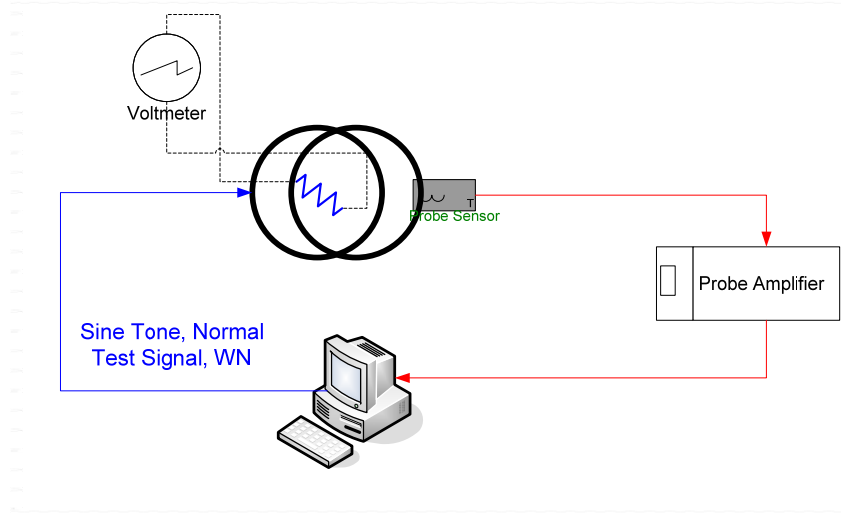 Voltmeter
T
Probe Sensor
Probe Amplifier
Sine Tone, Normal
Test Signal, WN